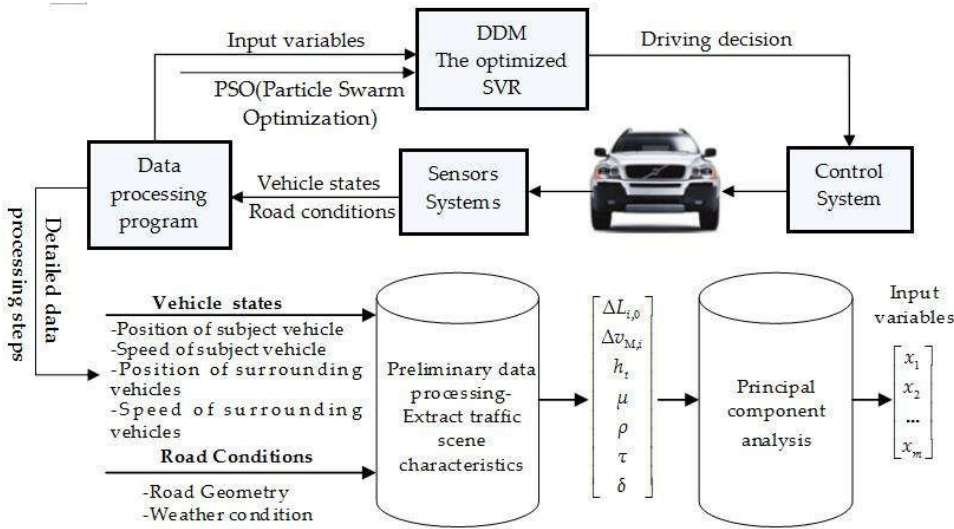 Input variables
PSO(Particle Swarm
Optimization)
DDM
The optimized
SVR
Driving decision
Data
processing
program
Vehicle states
Road conditions
Sensors
Systems
Control
System
Detailed data
processing steps
Vehicle states
-Position of subject vehicle
-Speed of subject vehicle
-Position of surrounding
vehicles
-Speed of surrounding
vehicles
Road Conditions
-Road Geometry
-Weather condition
Preliminary data
processing-
Extract traffic
scene
characteristics
ΔL_{i,0}
Δv_{M,i}
h_t
μ
ρ
τ
δ
Principal
component
analysis
Input
variables
x_1
x_2
...
x_m